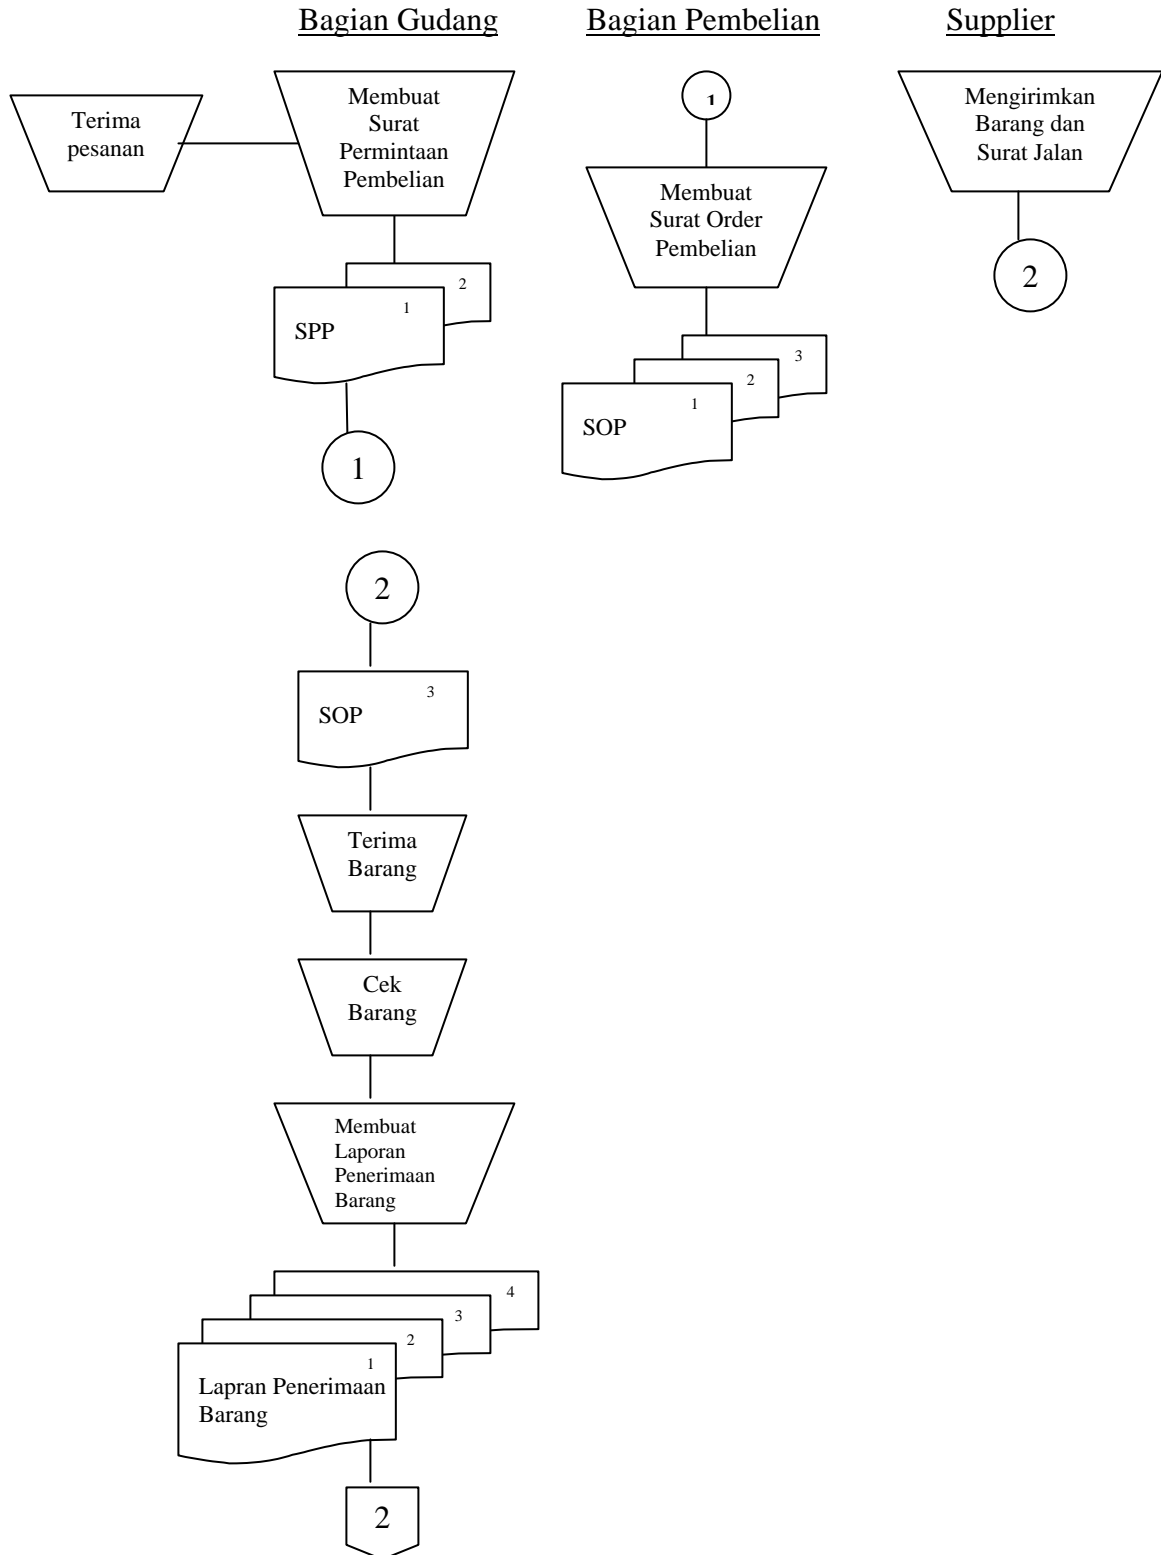 Bagian Gudang
Bagian Pembelian
Supplier
Terima
pesanan
Membuat
Surat
Permintaan
Pembelian
2
1
SPP
1
1
Membuat
Surat Order
Pembelian
3
2
1
SOP
Mengirimkan
Barang dan
Surat Jalan
2
2
3
SOP
Terima
Barang
Cek
Barang
Membuat
Laporan
Penerimaan
Barang
4
3
2
1
Lapran Penerimaan
Barang
2